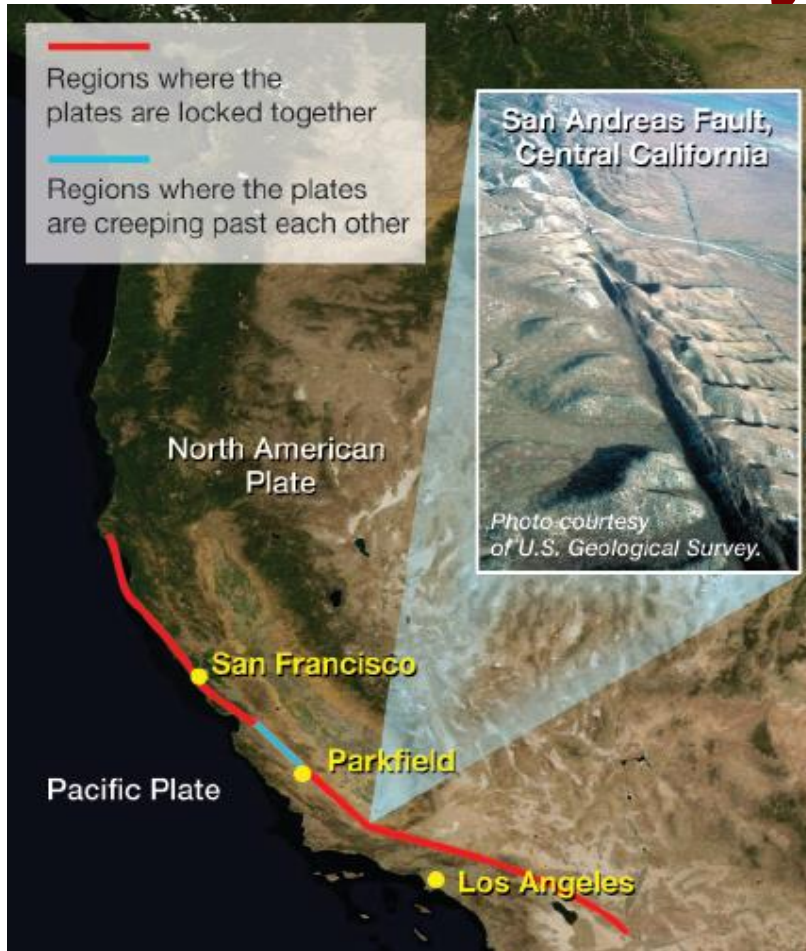 Regions where the
plates are locked together
Regions where the plates
are creeping past each other
San Andreas Fault,
Central California
Photo courtesy
of U.S. Geological Survey.
North American
Plate
San Francisco
Parkfield
Pacific Plate
Los Angeles